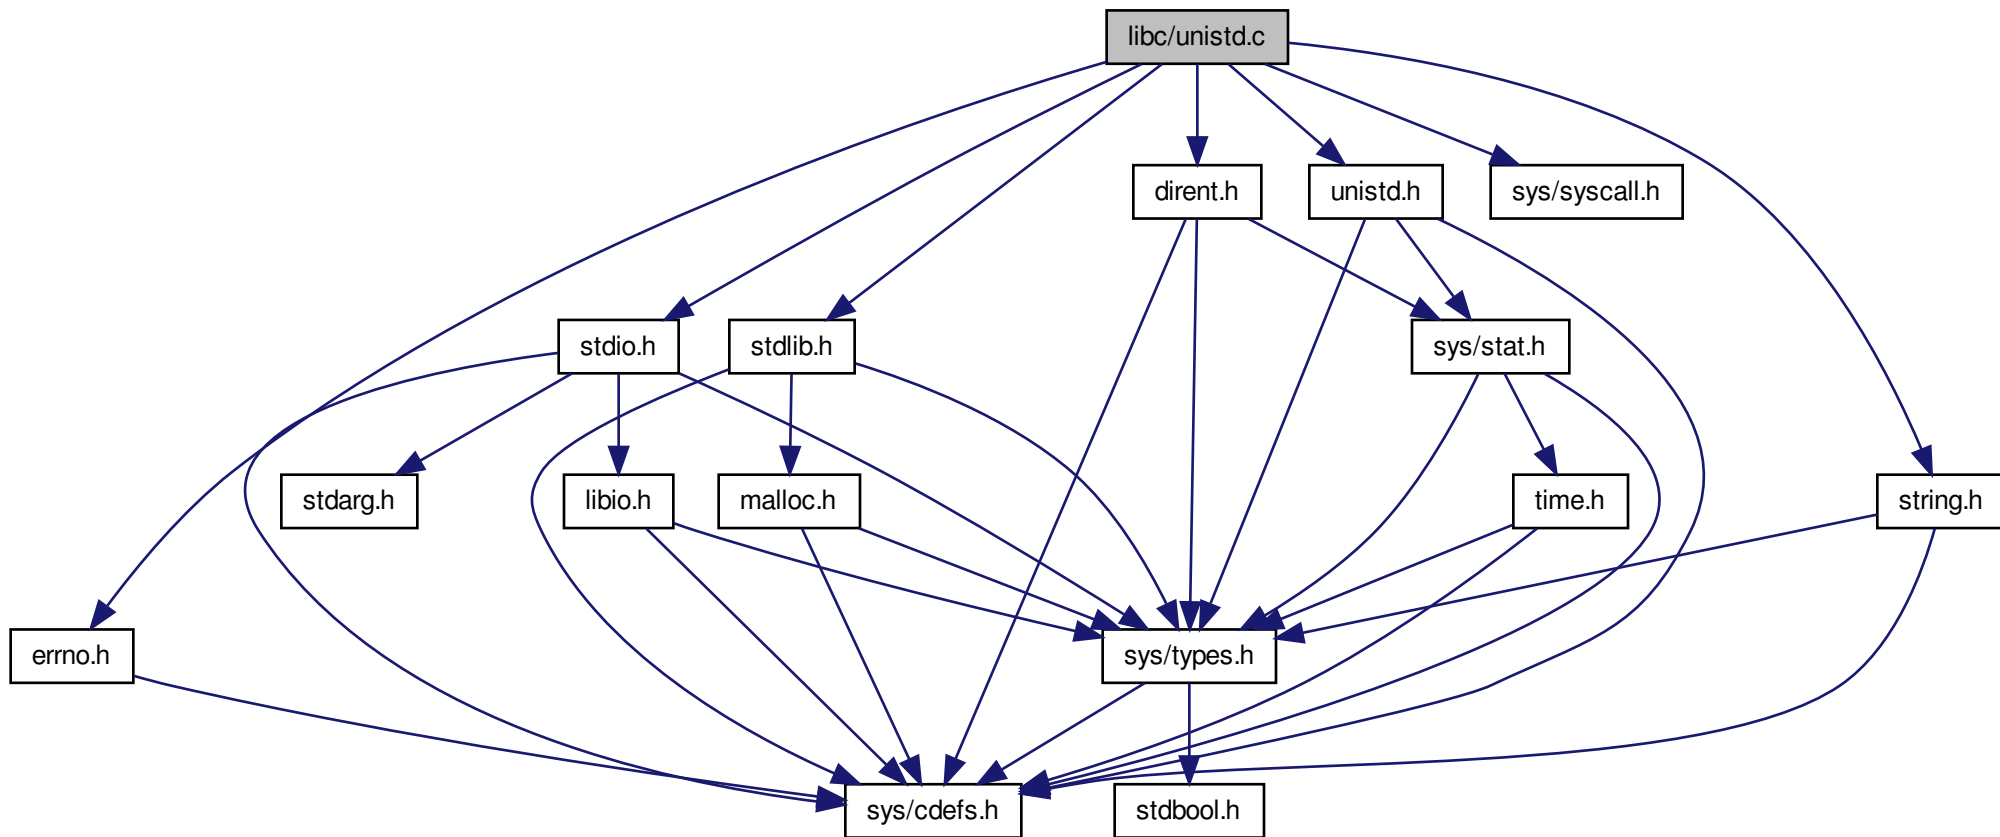 libc/unistd.c
dirent.h
unistd.h
sys/syscall.h
stdio.h
stdlib.h
sys/stat.h
stdarg.h
libio.h
malloc.h
time.h
string.h
errno.h
sys/types.h
sys/cdefs.h
stdbool.h